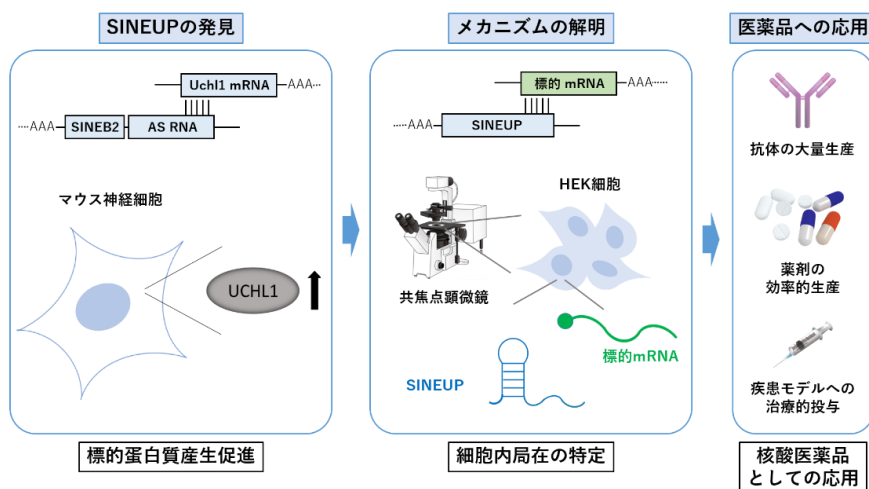 SINEUPの発見
Uchl1 mRNA
-AAA…
…AAA-
SINEB2
AS RNA
マウス神経細胞
UCHL1
標的蛋白質産生促進
メカニズムの解明
標的 mRNA
-AAA……
……AAA-
SINEUP
HEK細胞
共焦点顕微鏡
標的mRNA
SINEUP
細胞内局在の特定
医薬品への応用
抗体の大量生産
薬剤の
効率的生産
疾患モデルへの
治療的投与
核酸医薬品
としての応用